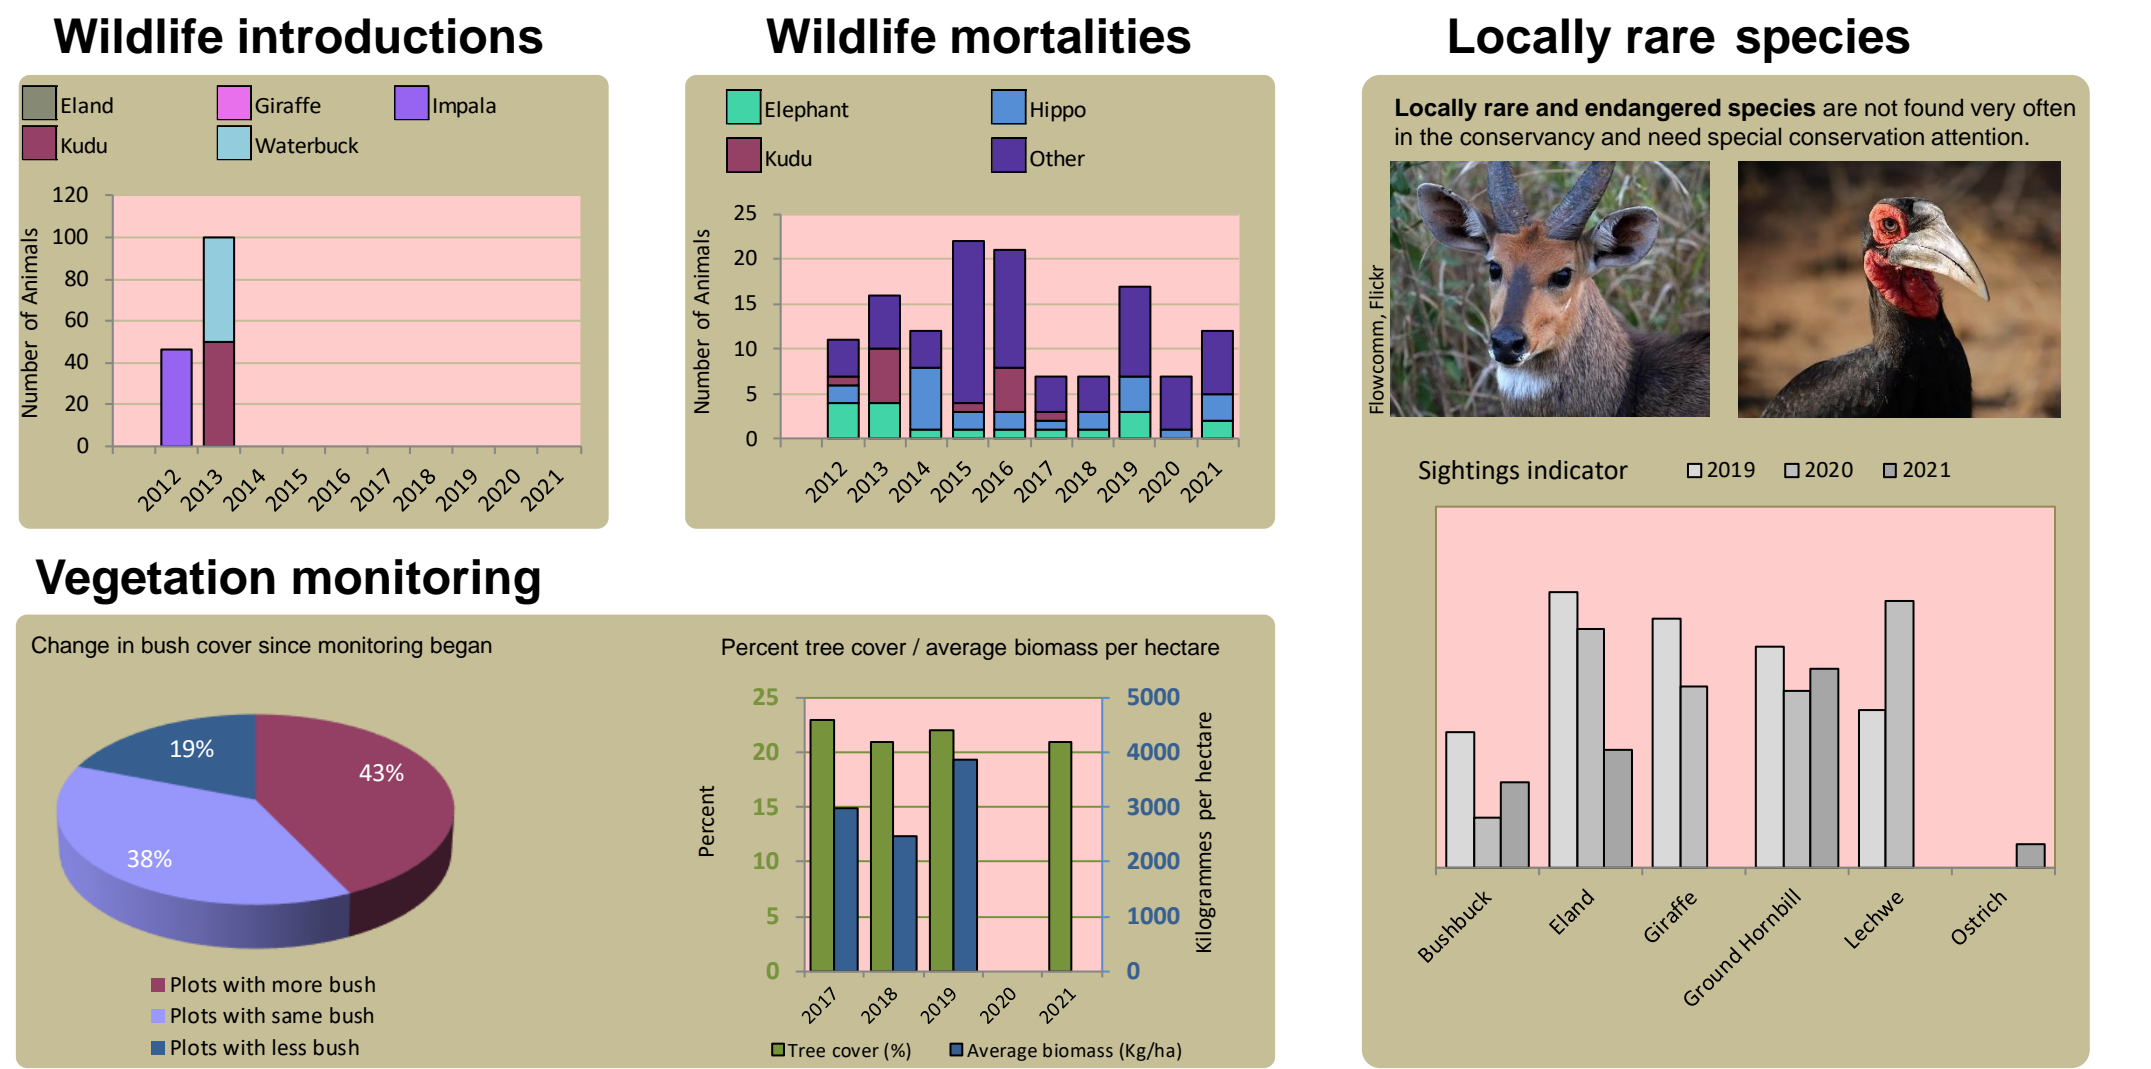 Wildlife introductions
Eland
Giraffe
Impala
Kudu
Waterbuck
Number of Animals
120
100
80
60
40
20
0
2012
2013
2014
2015
2016
2017
2018
2019
2020
2021
Wildlife mortalities
Elephant
Hippo
Kudu
Other
Number of Animals
25
20
15
10
5
0
2012
2013
2014
2015
2016
2017
2018
2019
2020
2021
Locally rare species
Locally rare and endangered species are not found very often
in the conservancy and need special conservation attention.
Flowcomm, Flickr
Sightings indicator
2019
2020
2021
Bushbuck
Eland
Giraffe
Ground Hornbill
Lechwe
Ostrich
Vegetation monitoring
Change in bush cover since monitoring began
19%
43%
38%
Plots with more bush
Plots with same bush
Plots with less bush
Percent tree cover / average biomass per hectare
Percent
25
20
15
10
5
0
5000
4000
3000
2000
1000
0
Kilogrammes per hectare
2017
2018
2019
2020
2021
Tree cover (%)
Average biomass (Kg/ha)